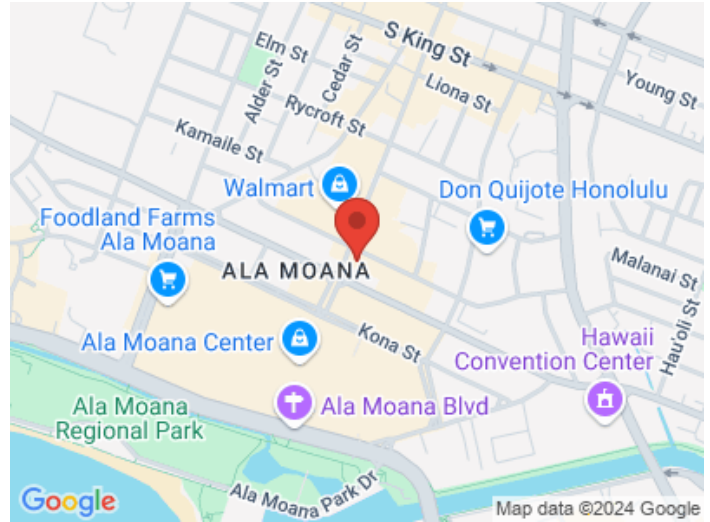 S King St
Elm St
Cedar St
Alder St
Liona St
Young St
Rycroft St
Kamaile St
Walmart
Don Quijote Honolulu
Foodland Farms
Ala Moana
ALA MOANA
Malanai St
Hau'oli St
Ala Moana Center
Kona St
Hawaii
Convention Center
Ala Moana
Regional Park
Ala Moana Blvd
Ala Moana Park Dr
Google
Map data ©2024 Google